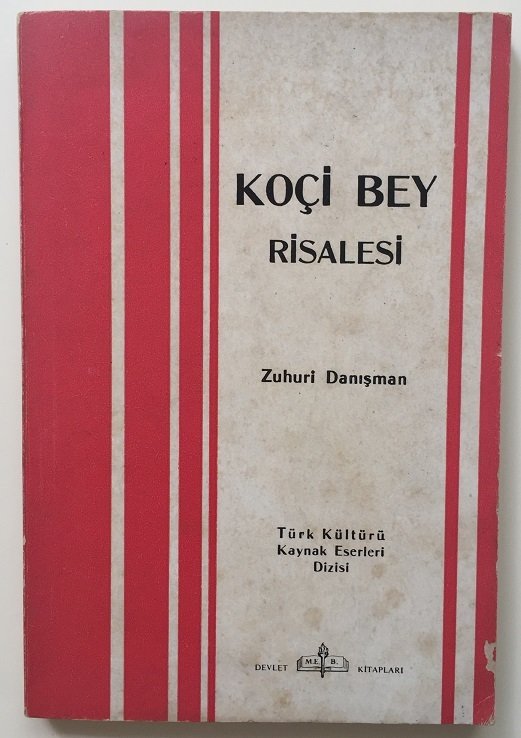 KOÇİ BEY
RİSALESİ
Zuhuri Danışman
Türk Kültürü
Kaynak Eserleri
Dizisi
DEVLET M.E. B. KİTAPLARI